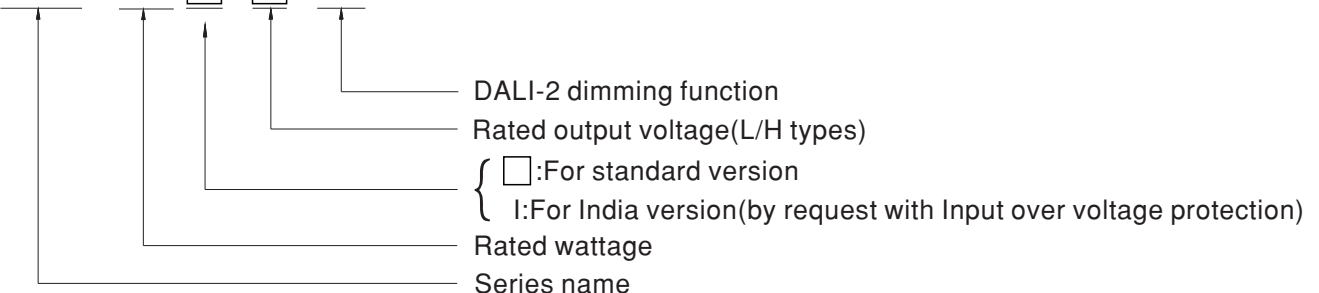 DALI-2 dimming function
Rated output voltage(L/H types)
□:For standard version
I:For India version(by request with Input over voltage protection)
Rated wattage
Series name